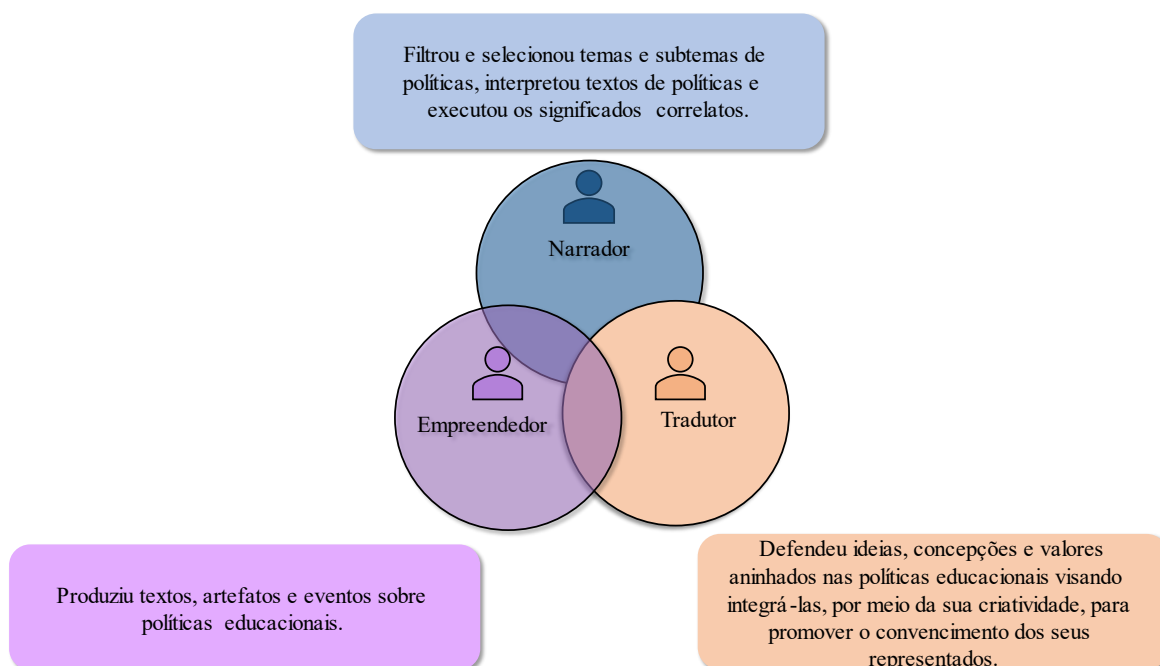 Filtrou e selecionou temas e subtemas de
políticas, interpretou textos de políticas e
executou os significados correlatos.
Narrador
Empreendedor
Tradutor
Produziu textos, artefatos e eventos sobre
políticas educacionais.
Defendeu ideias, concepções e valores
aninhados nas políticas educacionais visando
integrá-las, por meio da sua criatividade, para
promover o convencimento dos seus
representados.